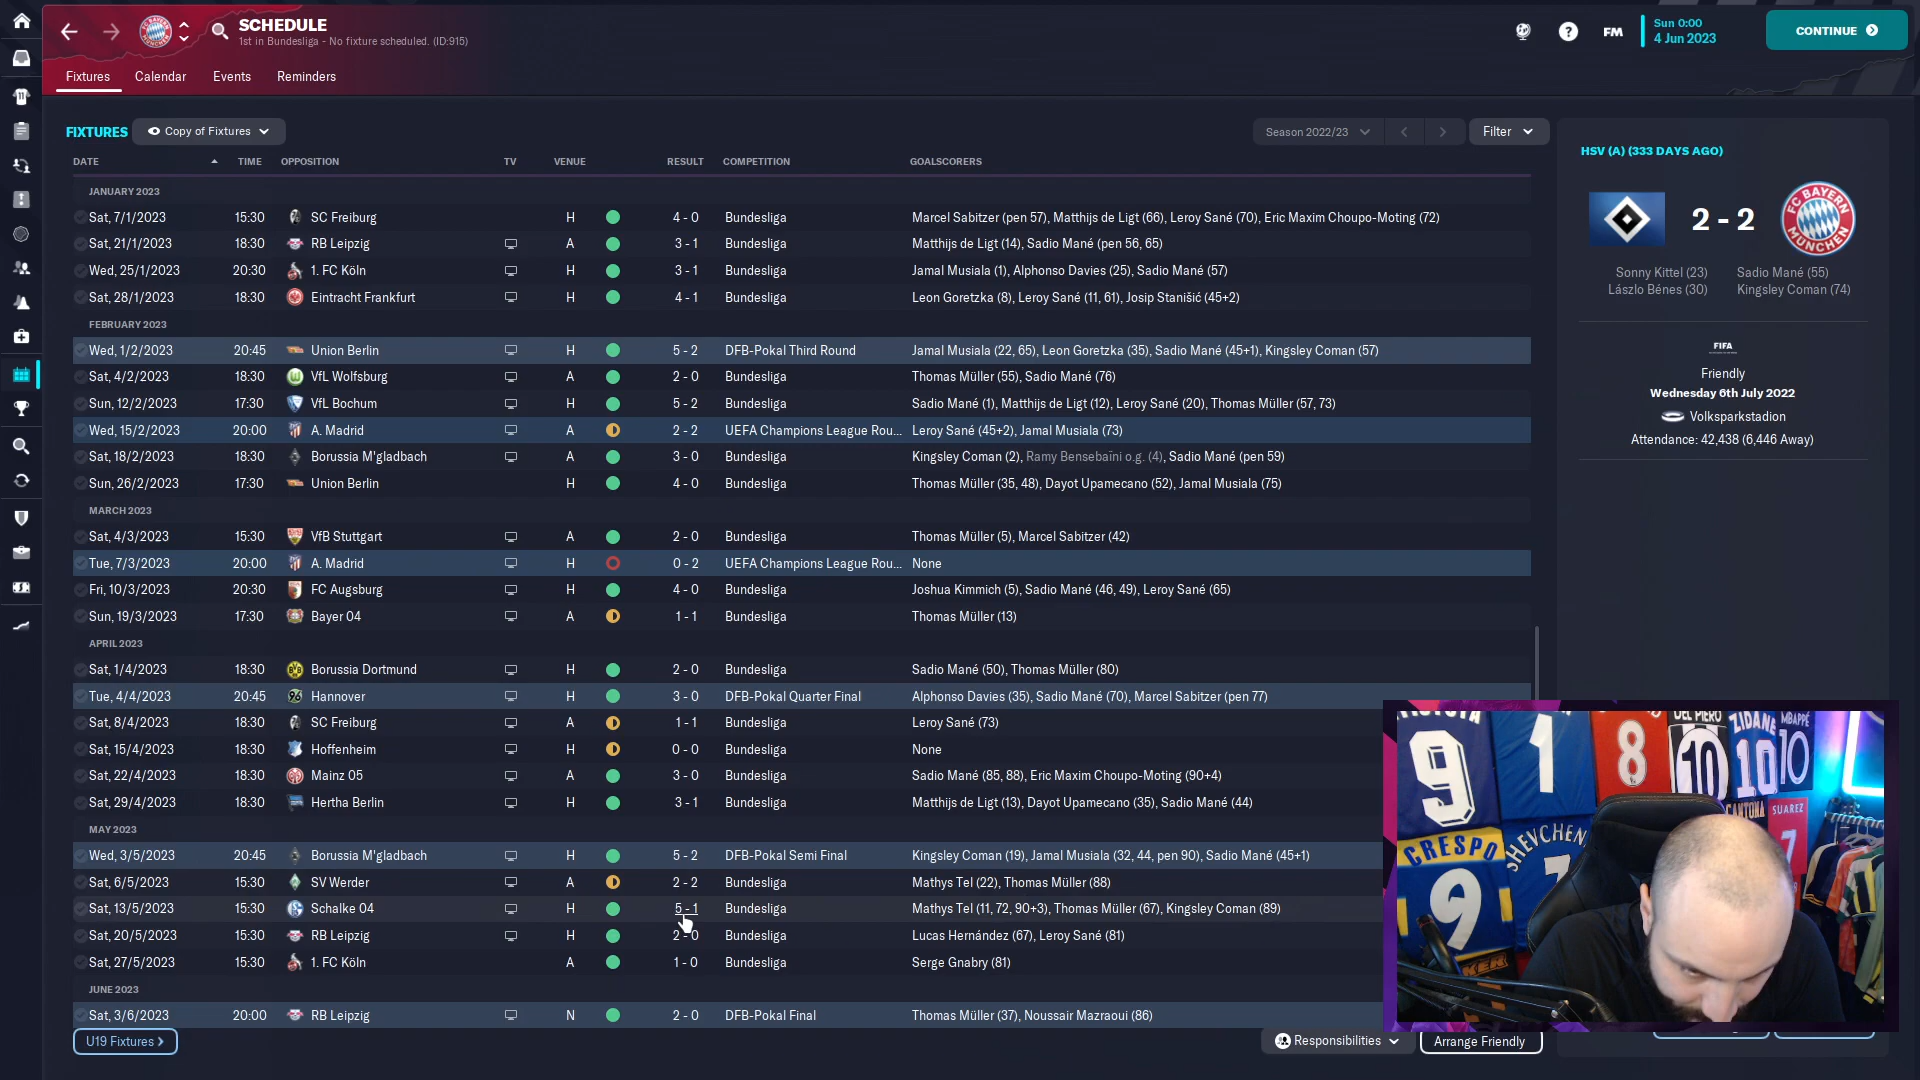 SCHEDULE
1st in Bundesliga - No fixture scheduled. (ID:915)
FM
Sun 0:00
4 Jun 2023
CONTINUE
Fixtures Calendar Events Reminders
FIXTURES Copy of Fixtures Season 2022/23 Filter
DATE TIME OPPOSITION TV VENUE RESULT COMPETITION GOALSCORERS
JANUARY 2023
Sat, 7/1/2023 15:30 SC Freiburg H 4 - 0 Bundesliga Marcel Sabitzer (pen 57), Matthijs de Ligt (66), Leroy Sané (70), Eric Maxim Choupo-Moting (72)
Sat, 21/1/2023 18:30 RB Leipzig A 3 - 1 Bundesliga Matthijs de Ligt (14), Sadio Mané (pen 56, 65)
Wed, 25/1/2023 20:30 1. FC Köln H 3 - 1 Bundesliga Jamal Musiala (1), Alphonso Davies (25), Sadio Mané (57)
Sat, 28/1/2023 18:30 Eintracht Frankfurt H 4 - 1 Bundesliga Leon Goretzka (8), Leroy Sané (11, 61), Josip Stanišić (45+2)
FEBRUARY 2023
Wed, 1/2/2023 20:45 Union Berlin H 5 - 2 DFB-Pokal Third Round Jamal Musiala (22, 65), Leon Goretzka (35), Sadio Mané (45+1), Kingsley Coman (57)
Sat, 4/2/2023 18:30 VfL Wolfsburg A 2 - 0 Bundesliga Thomas Müller (55), Sadio Mané (76)
Sun, 12/2/2023 17:30 VfL Bochum H 5 - 2 Bundesliga Sadio Mané (1), Matthijs de Ligt (12), Leroy Sané (20), Thomas Müller (57, 73)
Wed, 15/2/2023 20:00 A. Madrid A 2 - 2 UEFA Champions League Rou... Leroy Sané (45+2), Jamal Musiala (73)
Sat, 18/2/2023 18:30 Borussia M'gladbach A 3 - 0 Bundesliga Kingsley Coman (2), Ramy Bensebaïni o.g. (4), Sadio Mané (pen 59)
Sun, 26/2/2023 17:30 Union Berlin H 4 - 0 Bundesliga Thomas Müller (35, 48), Dayot Upamecano (52), Jamal Musiala (75)
MARCH 2023
Sat, 4/3/2023 15:30 VfB Stuttgart A 2 - 0 Bundesliga Thomas Müller (5), Marcel Sabitzer (42)
Tue, 7/3/2023 20:00 A. Madrid H 0 - 2 UEFA Champions League Rou... None
Fri, 10/3/2023 20:30 FC Augsburg H 4 - 0 Bundesliga Joshua Kimmich (5), Sadio Mané (46, 49), Leroy Sané (65)
Sun, 19/3/2023 17:30 Bayer 04 A 1 - 1 Bundesliga Thomas Müller (13)
APRIL 2023
Sat, 1/4/2023 18:30 Borussia Dortmund H 2 - 0 Bundesliga Sadio Mané (50), Thomas Müller (80)
Tue, 4/4/2023 20:45 Hannover H 3 - 0 DFB-Pokal Quarter Final Alphonso Davies (35), Sadio Mané (70), Marcel Sabitzer (pen 77)
Sat, 8/4/2023 18:30 SC Freiburg A 1 - 1 Bundesliga Leroy Sané (73)
Sat, 15/4/2023 18:30 Hoffenheim H 0 - 0 Bundesliga None
Sat, 22/4/2023 18:30 Mainz 05 A 3 - 0 Bundesliga Sadio Mané (85, 88), Eric Maxim Choupo-Moting (90+4)
Sat, 29/4/2023 18:30 Hertha Berlin H 3 - 1 Bundesliga Matthijs de Ligt (13), Dayot Upamecano (35), Sadio Mané (44)
MAY 2023
Wed, 3/5/2023 20:45 Borussia M'gladbach H 5 - 2 DFB-Pokal Semi Final Kingsley Coman (19), Jamal Musiala (32, 44, pen 90), Sadio Mané (45+1)
Sat, 6/5/2023 15:30 SV Werder A 2 - 2 Bundesliga Mathys Tel (22), Thomas Müller (88)
Sat, 13/5/2023 15:30 Schalke 04 H 5 - 1 Bundesliga Mathys Tel (11, 72, 90+3), Thomas Müller (67), Kingsley Coman (89)
Sat, 20/5/2023 15:30 RB Leipzig H 2 - 0 Bundesliga Lucas Hernández (67), Leroy Sané (81)
Sat, 27/5/2023 15:30 1. FC Köln A 1 - 0 Bundesliga Serge Gnabry (81)
JUNE 2023
Sat, 3/6/2023 20:00 RB Leipzig N 2 - 0 DFB-Pokal Final Thomas Müller (37), Noussair Mazraoui (86)
U19 Fixtures
Responsibilities
Arrange Friendly
HSV (A) (333 DAYS AGO)
2 - 2
FC BAYERN MÜNCHEN
Sonny Kittel (23) Sadio Mané (55)
László Bénes (30) Kingsley Coman (74)
FIFA
Friendly
Wednesday 6th July 2022
Volksparkstadion
Attendance: 42,438 (6,446 Away)
9
1
8
DEL PIERO
10
ZIDANE
10
MBAPPÉ
10
CRESPO
9
SHEVCHEN
7
CANTONA
SUAREZ
7